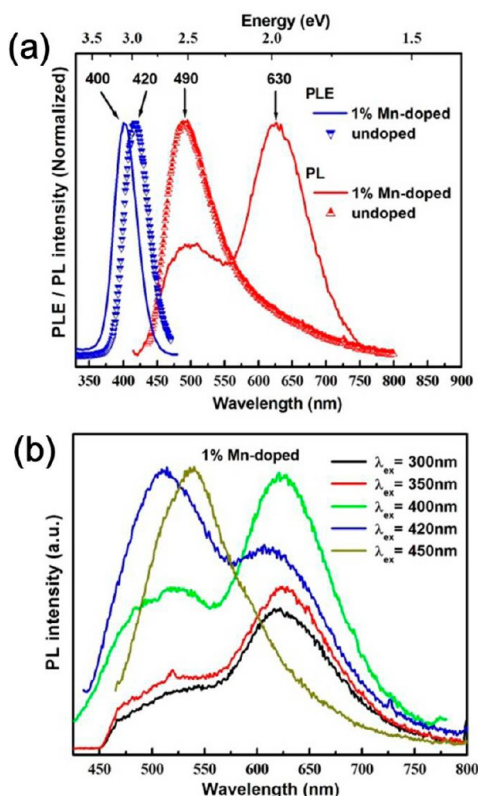 Energy (eV)
3.5 3.0 2.5 2.0 1.5
(a)
400 420 490 630
PLE
1% Mn-doped
undoped
PL
1% Mn-doped
undoped
PLE / PL intensity (Normalized)
350 400 450 500 550 600 650 700 750 800 850 900
Wavelength (nm)
(b)
1% Mn-doped
λex= 300nm
λex= 350nm
λex= 400nm
λex= 420nm
λex= 450nm
PL intensity (a.u.)
450 500 550 600 650 700 750 800
Wavelength (nm)